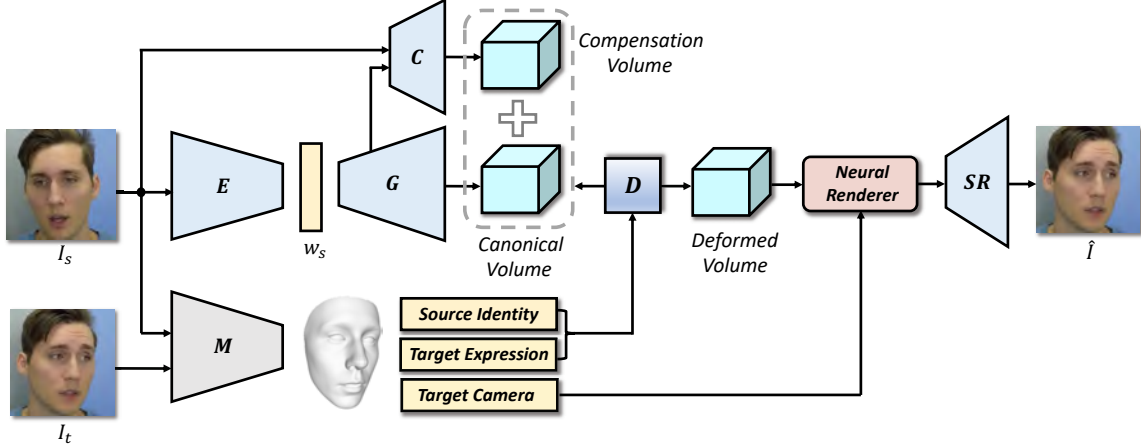 C
Compensation
Volume
E
w_s
G
D
Neural
Renderer
SR
I_s
Canonical
Volume
Deformed
Volume
Î
M
Source Identity
Target Expression
Target Camera
I_t